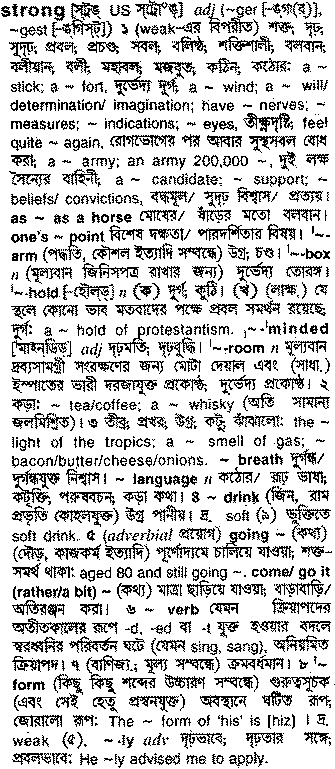 strong [স্ট্রঙ US স্ট্রোঙ] adj (~ger [-ঙগ(র্)],
~gest [-ঙগিস্ট্]) ১ (weak-এর বিপরীত) শক্ত; দৃঢ়;
সুদৃঢ়; প্রবল; প্রচণ্ড; সবল; বলিষ্ঠ; শক্তিশালী; বলবান;
বলীয়ান; বলী; মহাবল; মজবুত; কঠিন; কঠোর: a ~
stick; a ~ fort, দুর্ভেদ্য দুর্গ, a ~ wind; a ~ will/
determination/ imagination; have ~ nerves; ~
measures; ~ indications; ~ eyes, তীক্ষ্ণদৃষ্টি; feel
quite ~ again, রোগভোগের পর আবার সুস্থসবল বোধ
করা; a ~ army; an army 200,000 ~, দুই লক্ষ
সৈন্যের বাহিনী; a ~ candidate; ~ support; ~
beliefs/ convictions, বদ্ধমূল/ সুদৃঢ় বিশ্বাস/ প্রত্যয়।
as ~ as a horse মোষের/ ষাঁড়ের মতো বলবান।
one's ~ point বিশেষ দক্ষতা/ পারদর্শিতার বিষয়। '~-
arm (পদ্ধতি, কৌশল ইত্যাদি সম্বন্ধে) উগ্র; চণ্ড। '~-box
n (মূল্যবান জিনিসপত্র রাখার জন্য) দুর্ভেদ্য তোরঙ্গ।
'~-hold [-হৌল্ড্] n (ক) দুর্গ; কুঠি। (খ) (লাক্ষ.) যে
স্থলে কোনো ভাব মতবাদের পক্ষে প্রবল সমর্থন রয়েছে;
দুর্গ: a ~ hold of protestantism. ,~-'minded
[মাইন্ডিড্] adj দৃঢ়মতি; দৃঢ়বুদ্ধি। '~-room n মূল্যবান
দ্রব্যসামগ্রী সংরক্ষণের জন্য মোটা দেয়াল এবং (সাধা.)
ইস্পাতের ভারী দরজাযুক্ত প্রকোষ্ঠ; দুর্ভেদ্য প্রকোষ্ঠ। ২
কড়া: ~ tea/coffee; a ~ whisky (অতি সামান্য
জলমিশ্রিত)। ৩ তীব্র; প্রখর; উগ্র; কটু; ঝাঁঝালো: the ~
light of the tropics; a ~ smell of gas; ~
bacon/butter/cheese/onions. ~ breath দুর্গন্ধ/
দুর্গন্ধযুক্ত নিশ্বাস। ~ language n কঠোর/ রূঢ় ভাষা;
কটূক্তি; পরুষবচন; কড়া কথা। ৪ ~ drink (জিন, রাম
প্রভৃতি কোহলযুক্ত) উগ্র পানীয়। দ্র. soft (৯) ভুক্তিতে
soft drink. ৫ (adverbial প্রয়োগ) going ~ (কথ্য)
(দৌড়, কাজকর্ম ইত্যাদি) পূর্ণোদ্যমে চালিয়ে যাওয়া; শক্ত-
সমর্থ থাকা: aged 80 and still going ~. come/ go it
(rather/a bit) ~ (কথ্য) মাত্রা ছাড়িয়ে যাওয়া; বাড়াবাড়ি/
অতিরঞ্জন করা। ৬ ~ verb যেমন ক্রিয়াপদের
অতীতকালের রূপে -d, -ed বা -t যুক্ত হওয়ার বদলে
স্বরধ্বনির পরিবর্তন ঘটে (যেমন sing, sang), অনিয়মিত
ক্রিয়াপদ। ৭ (বাণিজ্য.; মূল্য সম্বন্ধে) ক্রমবর্ধমান। ৮ '~
form (কিছু কিছু শব্দের উচ্চারণ সম্বন্ধে) গুরুত্বসূচক
(এবং সেই হেতু প্রস্বনযুক্ত) অবস্থানে ঘটিত রূপ;
জোরালো রূপ: The ~ form of 'his' is [hiz] । দ্র.
weak (৫). ~-ly adv দৃঢ়ভাবে; দৃঢ়তার সঙ্গে;
প্রবলভাবে: He ~ly advised me to apply.